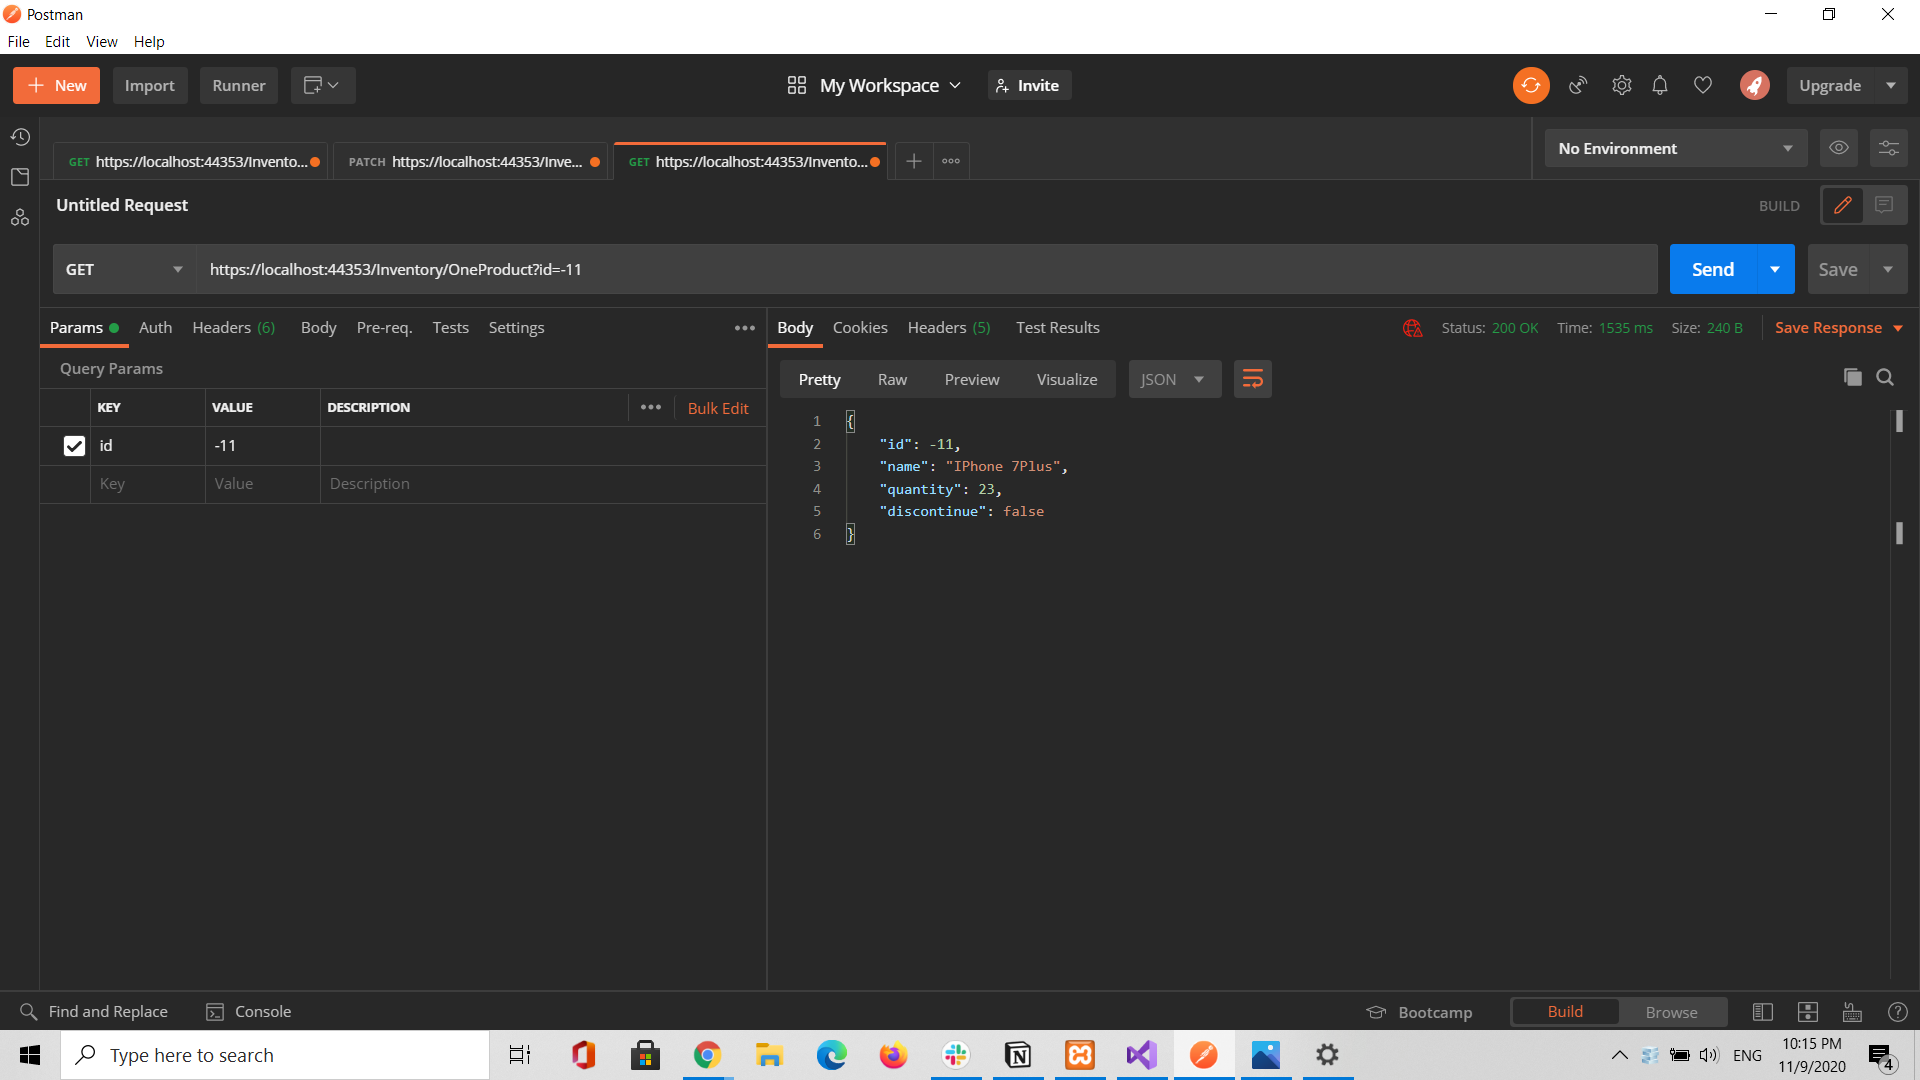 Postman
File Edit View Help
New Import Runner My Workspace Invite Upgrade
GET https://localhost:44353/Invento... PATCH https://localhost:44353/Inve... GET https://localhost:44353/Invento... No Environment
Untitled Request BUILD
GET https://localhost:44353/Inventory/OneProduct?id=-11 Send Save
Params Auth Headers (6) Body Pre-req. Tests Settings
Body Cookies Headers (5) Test Results Status: 200 OK Time: 1535 ms Size: 240 B Save Response
Query Params
Pretty Raw Preview Visualize JSON
KEY VALUE DESCRIPTION Bulk Edit
id -11
Key Value Description
1 {
2 "id": -11,
3 "name": "IPhone 7Plus",
4 "quantity": 23,
5 "discontinue": false
6 }
Find and Replace Console Bootcamp Build Browse
Type here to search ENG 10:15 PM
11/9/2020 4